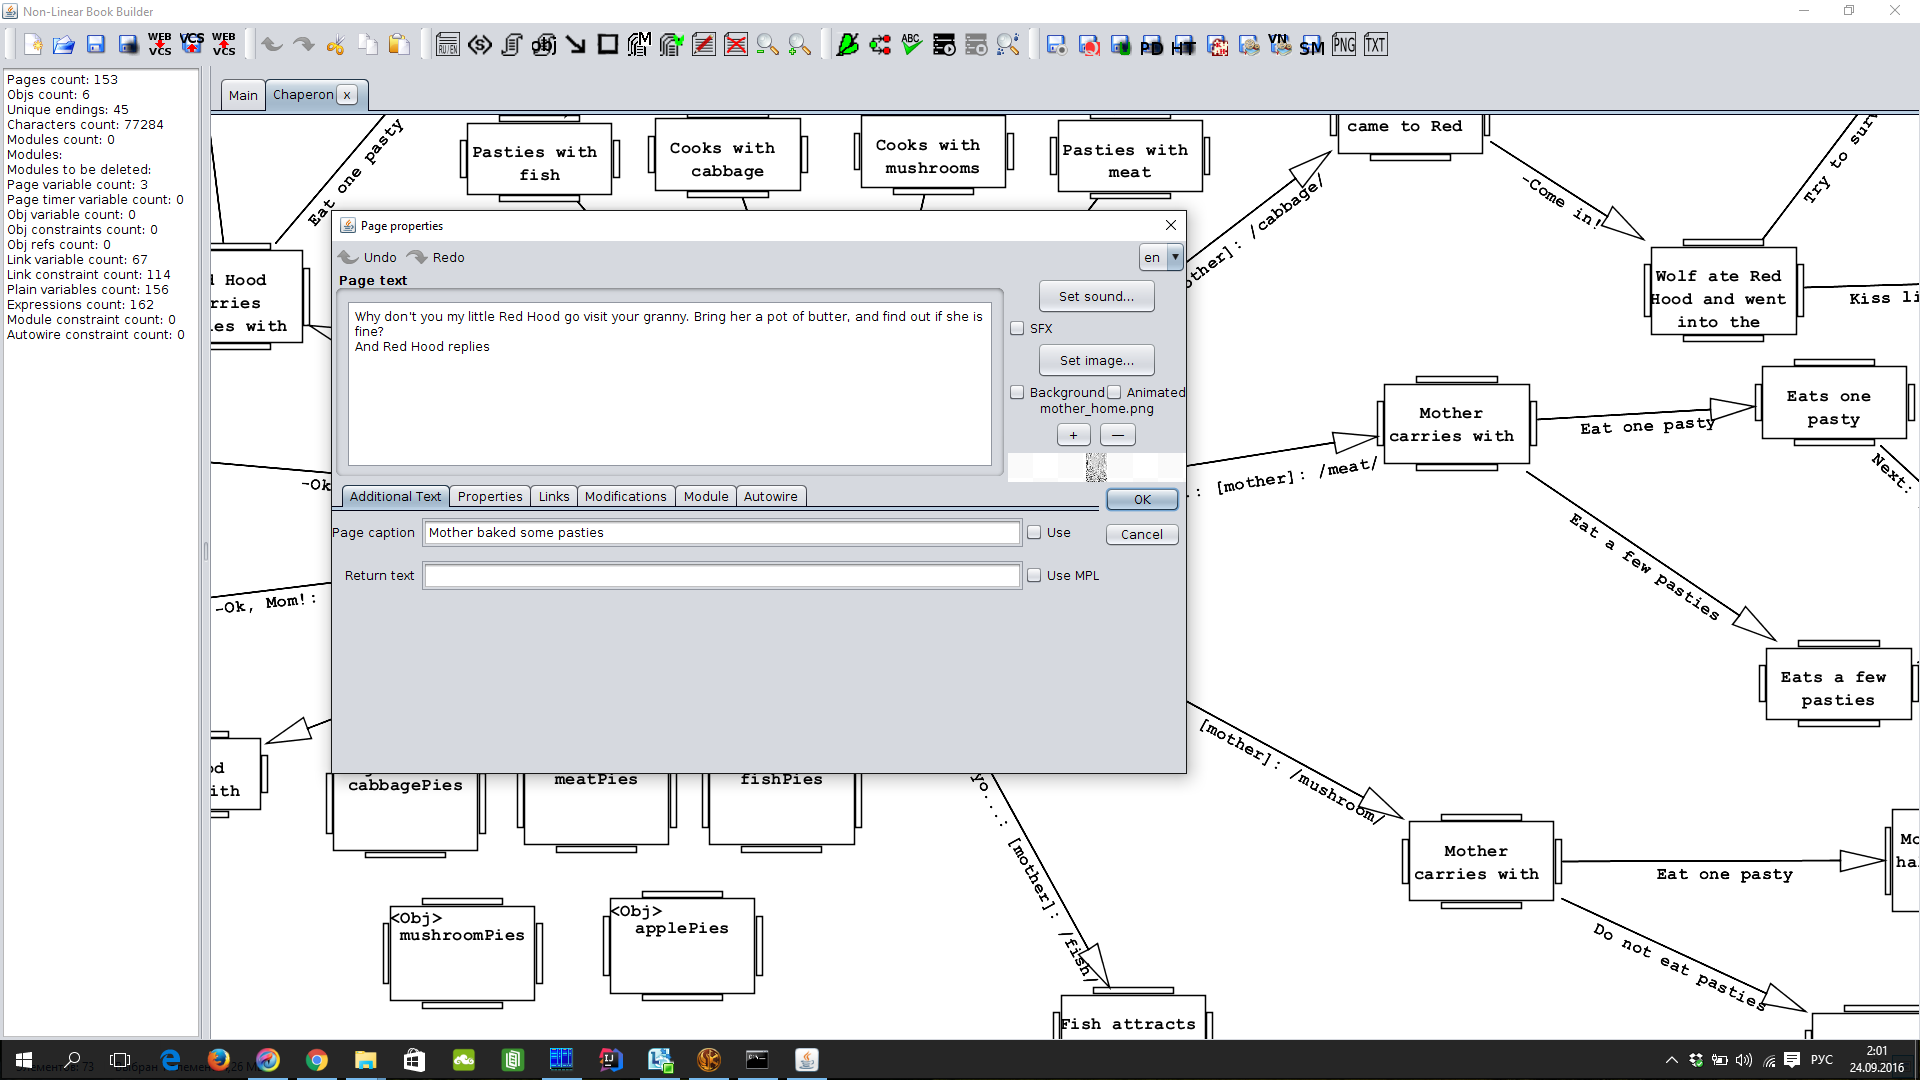 Non-Linear Book Builder
WEB VCS
VCS
WEB VCS
RU/EN
<S>
obj
M
ABC
PD
HT
VN
SM
PNG
TXT
Pages count: 153
Objs count: 6
Unique endings: 45
Characters count: 77284
Modules count: 0
Modules:
Modules to be deleted:
Page variable count: 3
Page timer variable count: 0
Obj variable count: 0
Obj constraints count: 0
Obj refs count: 0
Link variable count: 67
Link constraint count: 114
Plain variables count: 156
Expressions count: 162
Module constraint count: 0
Autowire constraint count: 0
Main
Chaperon
x
Eat one pasty
Pasties with
fish
Cooks with
cabbage
Cooks with
mushrooms
Pasties with
meat
came to Red
-Come in!
Try to surv
other]: /cabbage/
d Hood
rries
es with
Wolf ate Red
Hood and went
into the
Kiss li
Page properties
Undo
Redo
en
Page text
Why don't you my little Red Hood go visit your granny. Bring her a pot of butter, and find out if she is
fine?
And Red Hood replies
Set sound...
SFX
Set image...
Background
Animated
mother_home.png
+
—
Additional Text
Properties
Links
Modifications
Module
Autowire
OK
Page caption
Mother baked some pasties
Use
Cancel
Return text
Use MPL
Mother
carries with
Eat one pasty
Eats one
pasty
Next:
.: [mother]: /meat/
-Ok
Eat a few pasties
-Ok, Mom!:
Eats a few
pasties
[mother]: /mushroom/
od
ith
cabbagePies
meatPies
fishPies
yo....: [mother]: /fish/
Mother
carries with
Eat one pasty
Mo
ha
Do not eat pasties
<Obj>
mushroomPies
<Obj>
applePies
Fish attracts
РУС
2:01
24.09.2016